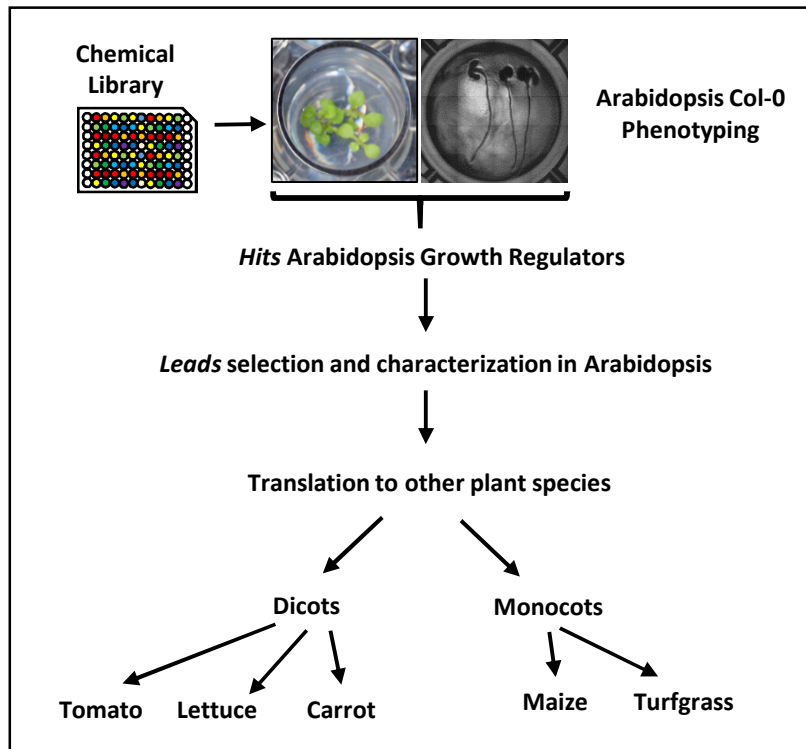 Chemical
Library
Arabidopsis Col-0
Phenotyping
Hits Arabidopsis Growth Regulators
Leads selection and characterization in Arabidopsis
Translation to other plant species
Dicots
Monocots
Tomato
Lettuce
Carrot
Maize
Turfgrass